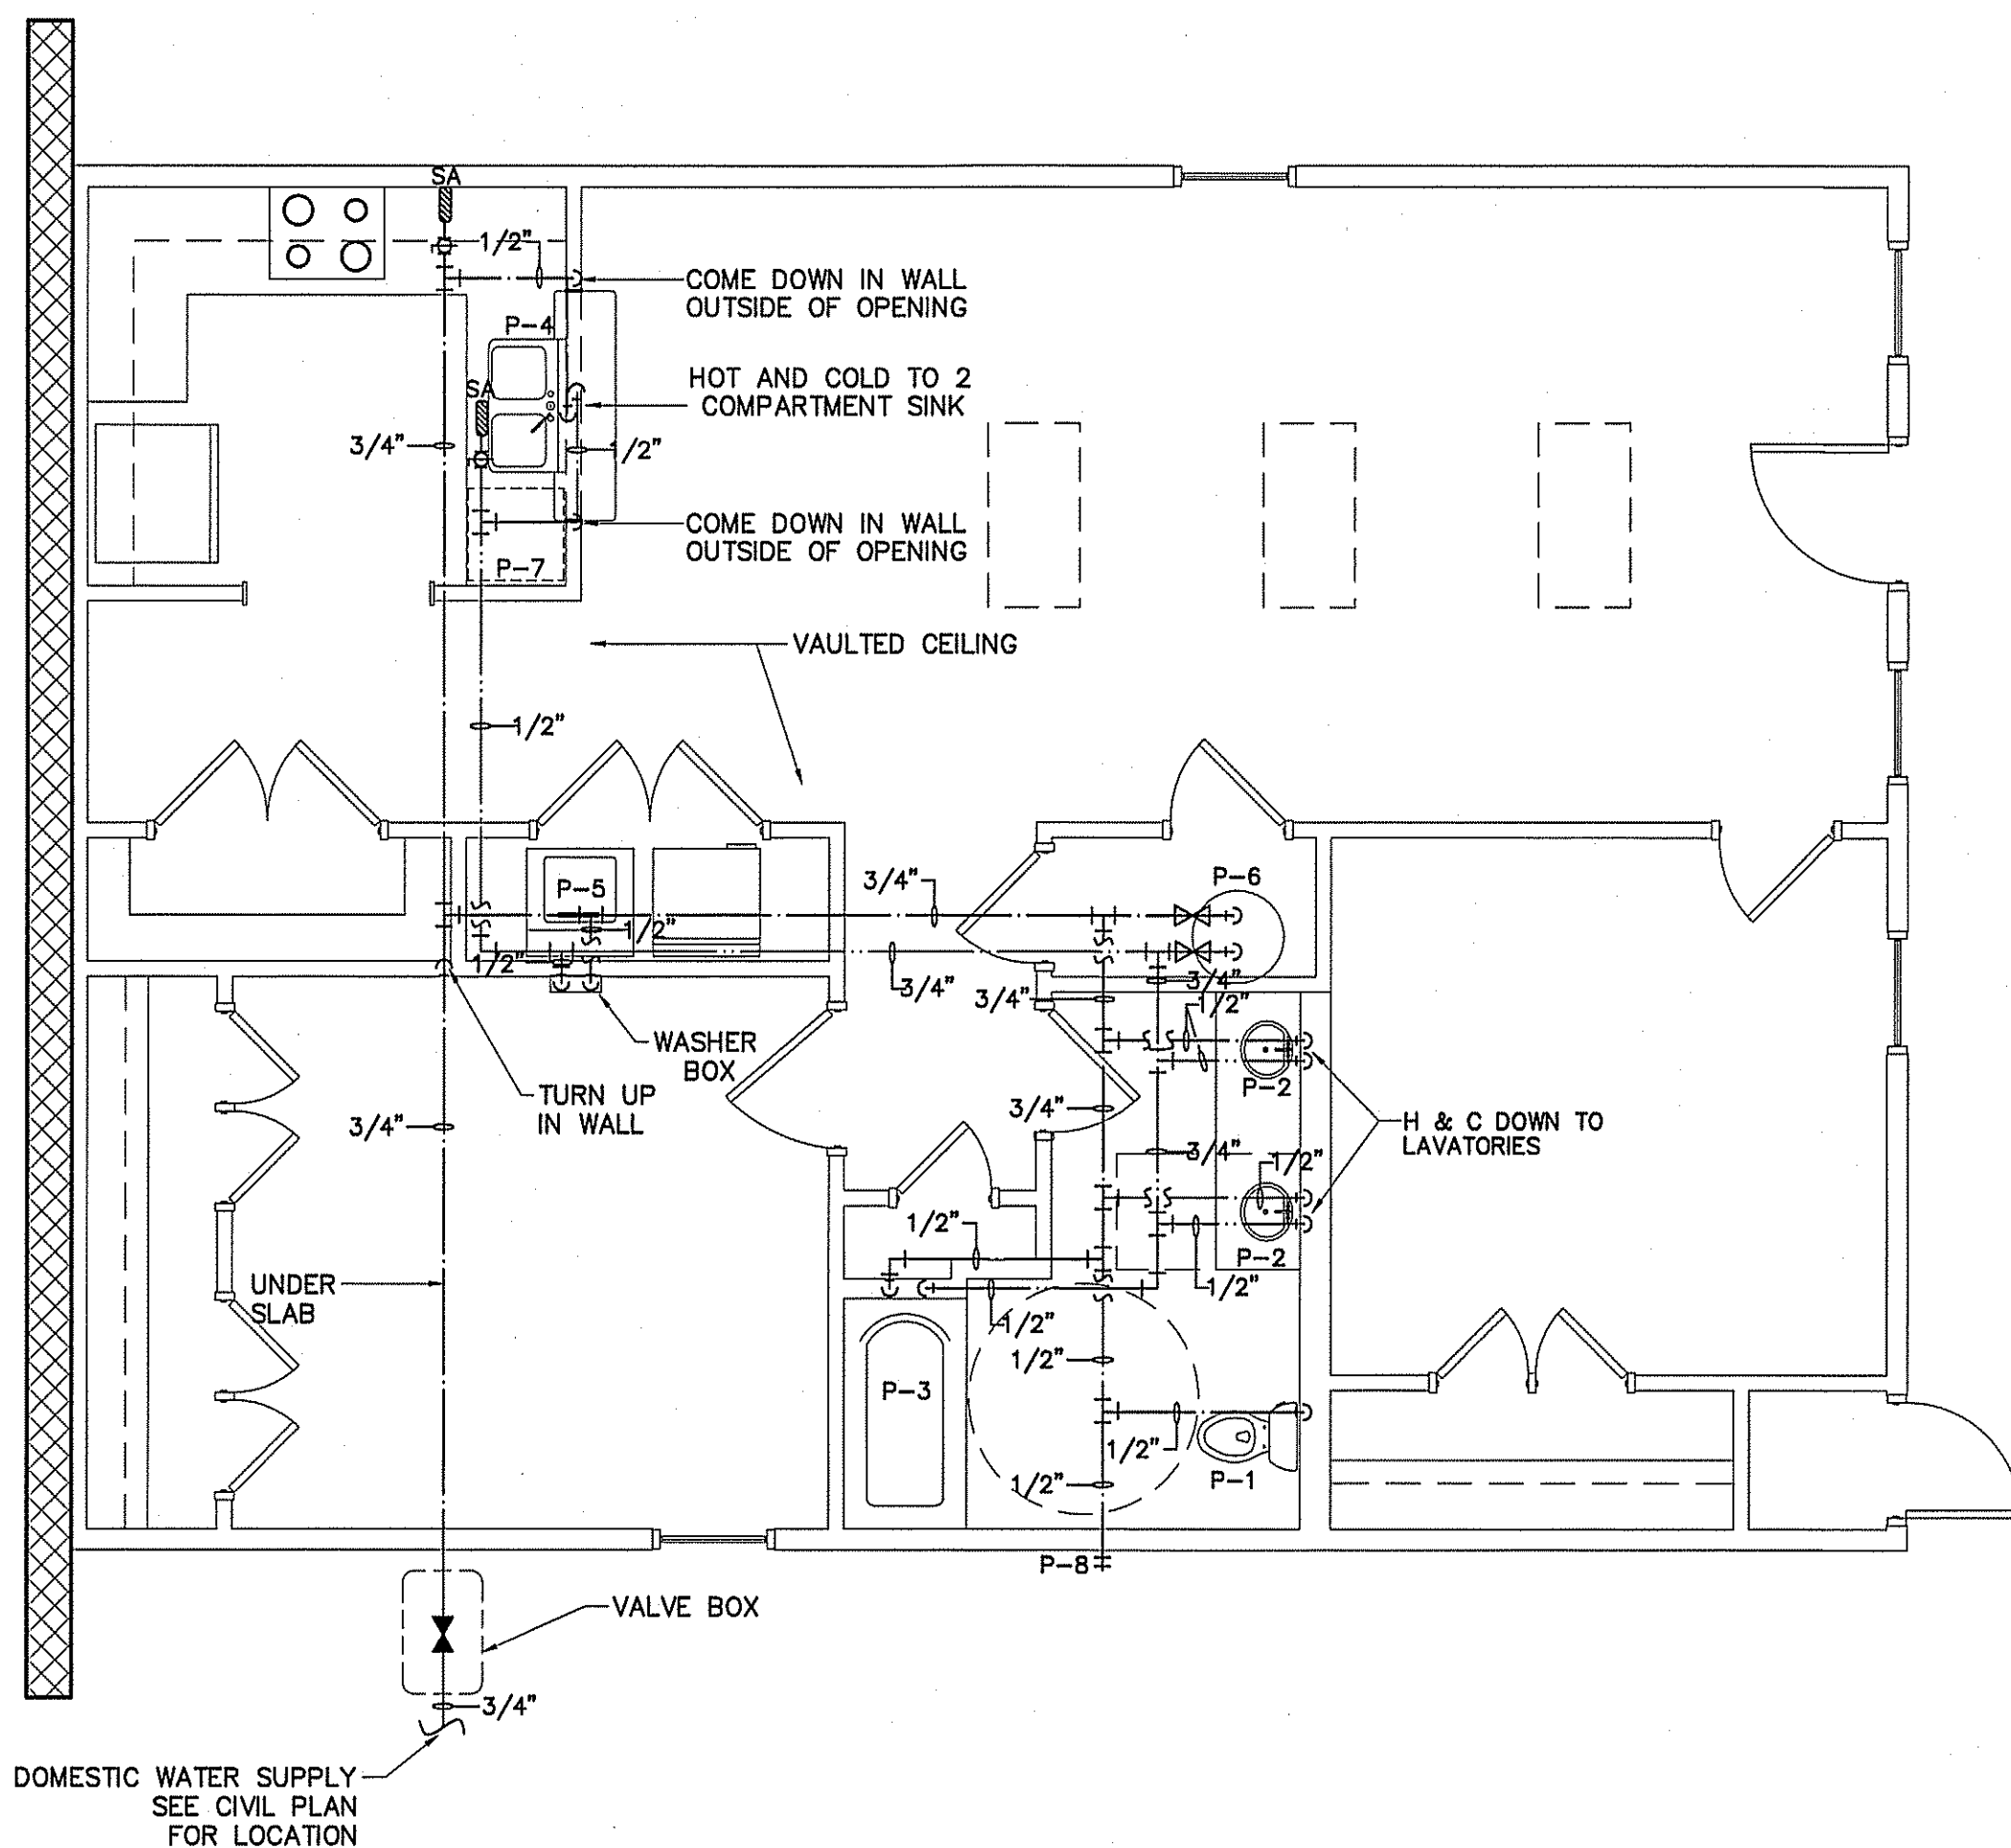 SA
1/2"
COME DOWN IN WALL
OUTSIDE OF OPENING
P-4
HOT AND COLD TO 2
COMPARTMENT SINK
SA
3/4"
1/2"
COME DOWN IN WALL
OUTSIDE OF OPENING
P-7
VAULTED CEILING
1/2"
3/4"
P-6
P-5
1/2"
1/2"
3/4"
3/4"
3/4"
1/2"
WASHER
BOX
P-2
TURN UP
IN WALL
3/4"
3/4"
H & C DOWN TO
LAVATORIES
3/4"
1/2"
1/2"
P-2
UNDER
SLAB
1/2"
1/2"
1/2"
P-3
1/2"
1/2"
P-1
P-8
VALVE BOX
3/4"
DOMESTIC WATER SUPPLY
SEE CIVIL PLAN
FOR LOCATION